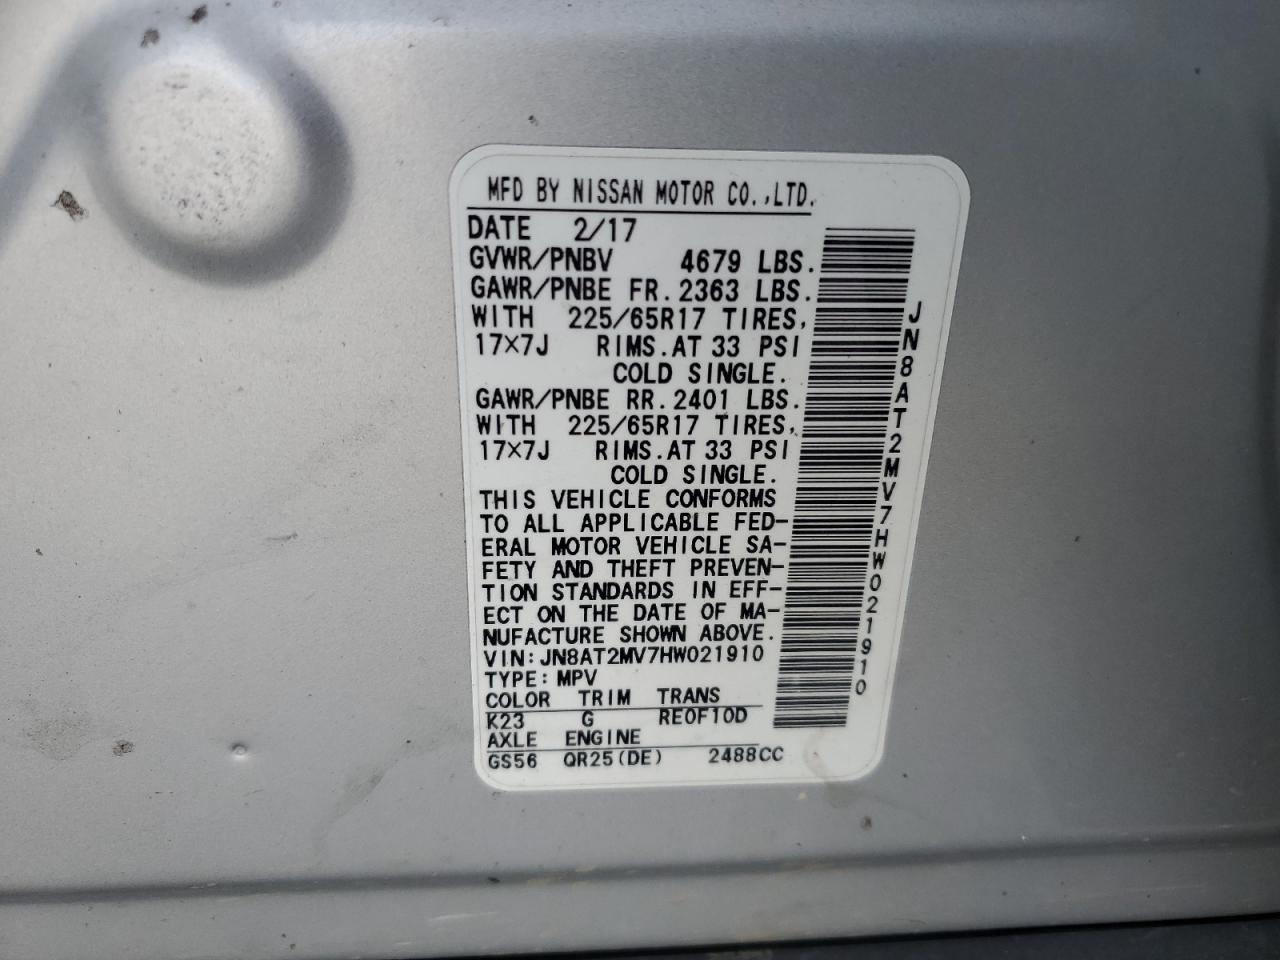 MFD BY NISSAN MOTOR CO.,LTD.
DATE 2/17
GVWR/PNBV 4679 LBS.
GAWR/PNBE FR.2363 LBS.
WITH 225/65R17 TIRES,
17×7J RIMS.AT 33 PSI
COLD SINGLE.
GAWR/PNBE RR.2401 LBS.
WITH 225/65R17 TIRES,
17×7J RIMS.AT 33 PSI
COLD SINGLE.
THIS VEHICLE CONFORMS
TO ALL APPLICABLE FED-
ERAL MOTOR VEHICLE SA-
FETY AND THEFT PREVEN-
TION STANDARDS IN EFF-
ECT ON THE DATE OF MA-
NUFACTURE SHOWN ABOVE.
VIN:JN8AT2MV7HW021910
TYPE:MPV
COLOR TRIM TRANS
K23 G RE0F10D
AXLE ENGINE
GS56 QR25(DE) 2488CC
JN8AT2MV7HW021910